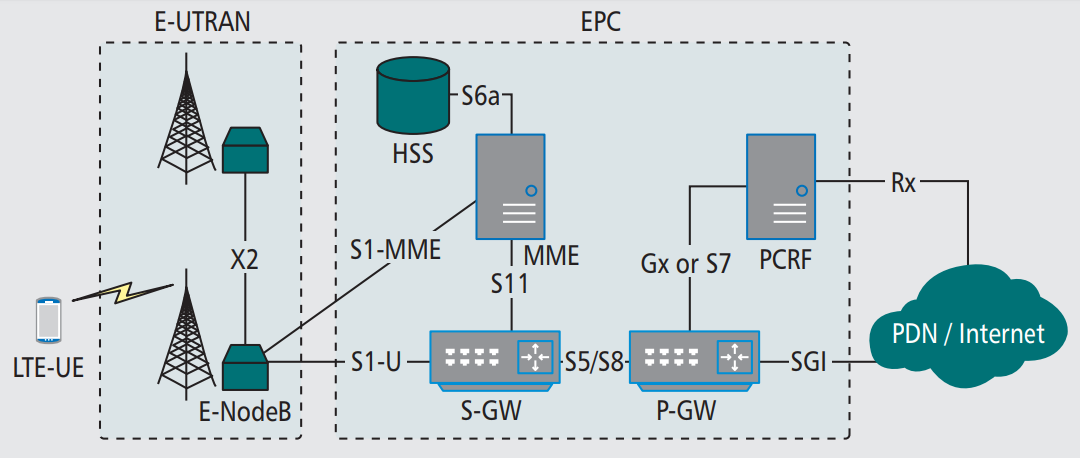 E-UTRAN
EPC
S6a
HSS
Rx
S1-MME
MME
X2
Gx or S7
PCRF
S11
PDN / Internet
LTE-UE
S1-U
S5/S8
SGI
E-NodeB
S-GW
P-GW